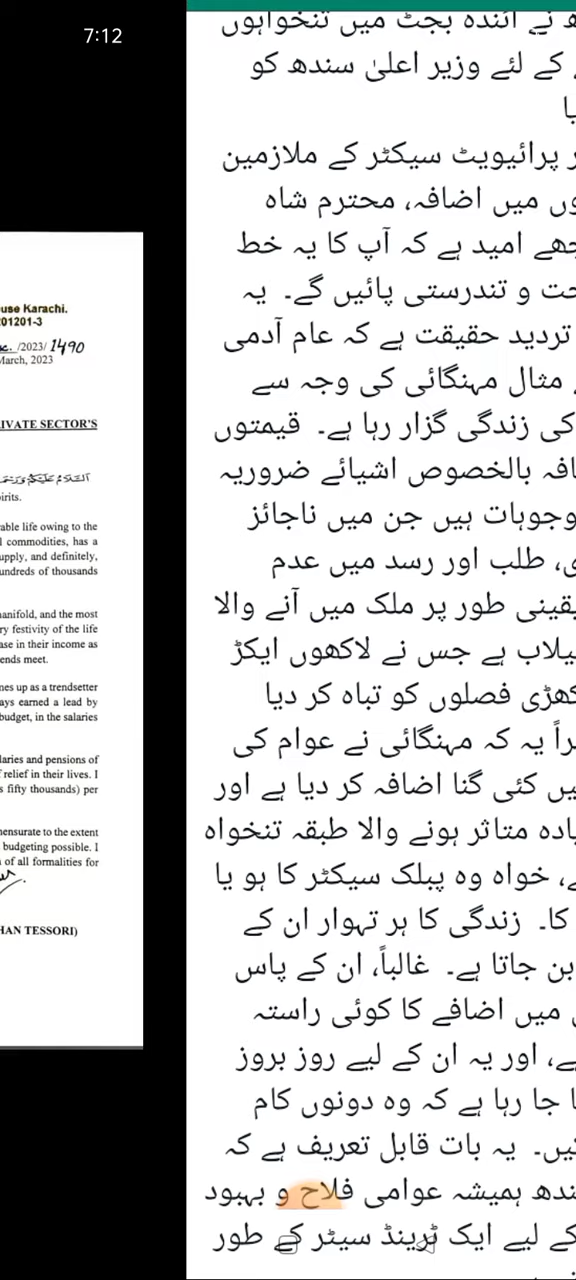 7:12
use Karachi.
01201-3
/2023/1490
March, 2023
IVATE SECTOR'S
pirits.
able life owing to the
l commodities, has a
upply, and definitely,
undreds of thousands
manifold, and the most
ry festivity of the life
ase in their income as
ends meet.
mes up as a trendsetter
ays earned a lead by
budget, in the salaries
laries and pensions of
relief in their lives. I
s fifty thousands) per
mensurate to the extent
budgeting possible. I
of all formalities for
HAN TESSORI)
نے آئندہ بجٹ میں تنخواہوں
کے لئے وزیر اعلیٰ سندھ کو
یا
ر پرائیویٹ سیکٹر کے ملازمین
وں میں اضافہ، محترم شاہ
جھے امید ہے کہ آپ کا یہ خط
حت و تندرستی پائیں گے۔ یہ
تردید حقیقت ہے کہ عام آدمی
مثال مہنگائی کی وجہ سے
کی زندگی گزار رہا ہے۔ قیمتوں
افہ بالخصوص اشیائے ضروریہ
وجوہات ہیں جن میں ناجائز
ی، طلب اور رسد میں عدم
یقینی طور پر ملک میں آنے والا
یلاب ہے جس نے لاکھوں ایکڑ
کھڑی فصلوں کو تباہ کر دیا
راً یہ کہ مہنگائی نے عوام کی
یں کئی گنا اضافہ کر دیا ہے اور
یادہ متاثر ہونے والا طبقہ تنخواہ
ے، خواہ وہ پبلک سیکٹر کا ہو یا
کا۔ زندگی کا ہر تہوار ان کے
بن جاتا ہے۔ غالباً، ان کے پاس
میں اضافے کا کوئی راستہ
ہے، اور یہ ان کے لیے روز بروز
ا جا رہا ہے کہ وہ دونوں کام
ئیں۔ یہ بات قابل تعریف ہے کہ
ندھ ہمیشہ عوامی فلاح و بہبود
کے لیے ایک ٹرینڈ سیٹر کے طور